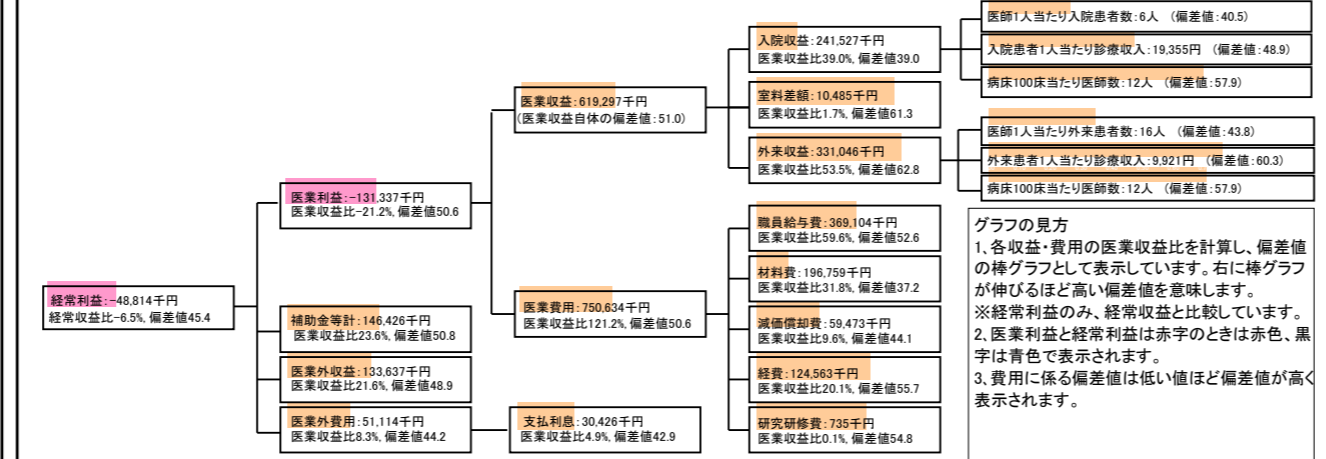 医師1人当たり入院患者数:6人 (偏差値:40.5)
入院収益:241,527千円
医業収益比39.0%, 偏差値39.0
入院患者1人当たり診療収入:19,355円 (偏差値:48.9)
病床100床当たり医師数:12人 (偏差値:57.9)
医業収益:619,297千円
(医業収益自体の偏差値:51.0)
室料差額:10,485千円
医業収益比1.7%, 偏差値61.3
医師1人当たり外来患者数:16人 (偏差値:43.8)
外来収益:331,046千円
医業収益比53.5%, 偏差値62.8
外来患者1人当たり診療収入:9,921円 (偏差値:60.3)
病床100床当たり医師数:12人 (偏差値:57.9)
医業利益:-131,337千円
医業収益比-21.2%, 偏差値50.6
職員給与費:369,104千円
医業収益比59.6%, 偏差値52.6
材料費:196,759千円
医業収益比31.8%, 偏差値37.2
経常利益:-48,814千円
経常収益比-6.5%, 偏差値45.4
医業費用:750,634千円
医業収益比121.2%, 偏差値50.6
補助金等計:146,426千円
医業収益比23.6%, 偏差値50.8
減価償却費:59,473千円
医業収益比9.6%, 偏差値44.1
医業外収益:133,637千円
医業収益比21.6%, 偏差値48.9
経費:124,563千円
医業収益比20.1%, 偏差値55.7
医業外費用:51,114千円
医業収益比8.3%, 偏差値44.2
支払利息:30,426千円
医業収益比4.9%, 偏差値42.9
研究研修費:735千円
医業収益比0.1%, 偏差値54.8
グラフの見方
1、各収益・費用の医業収益比を計算し、偏差値
の棒グラフとして表示しています。右に棒グラフ
が伸びるほど高い偏差値を意味します。
※経常利益のみ、経常収益と比較しています。
2、医業利益と経常利益は赤字のときは赤色、黒
字は青色で表示されます。
3、費用に係る偏差値は低い値ほど偏差値が高く
表示されます。